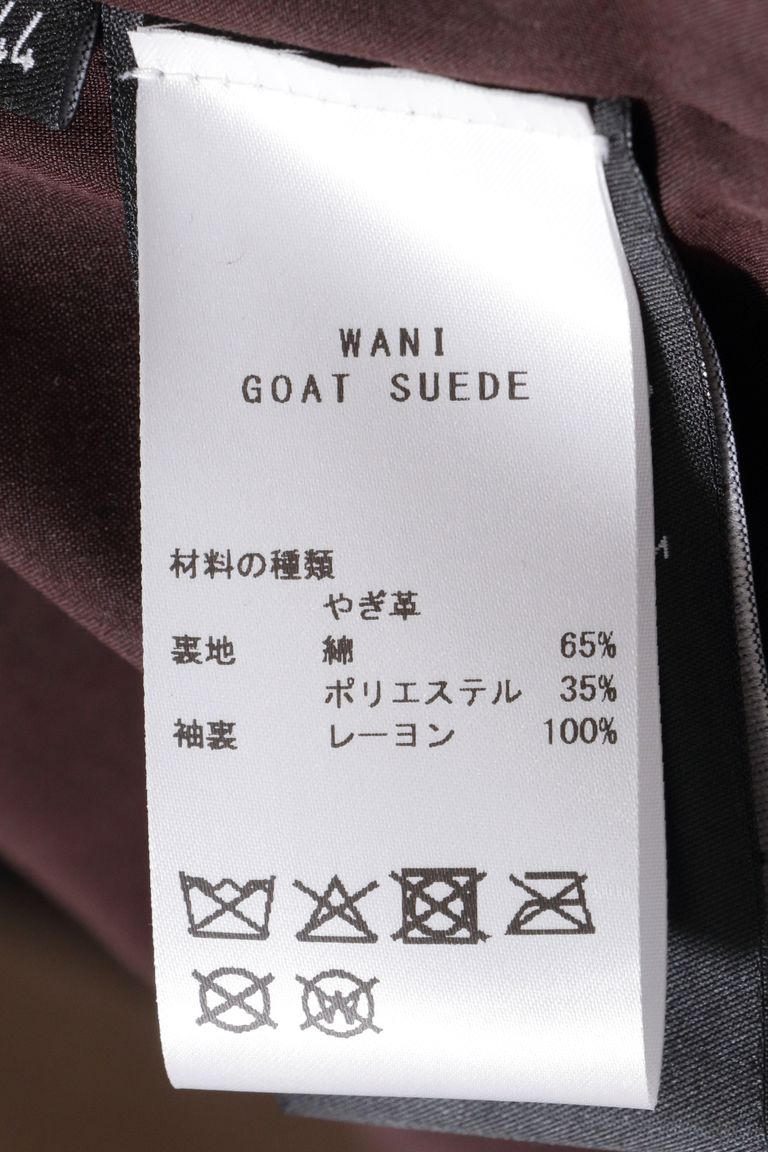 WANI
GOAT SUEDE
材料の種類
やぎ革
裏地 綿 65%
ポリエステル 35%
袖裏 レーヨン 100%
W